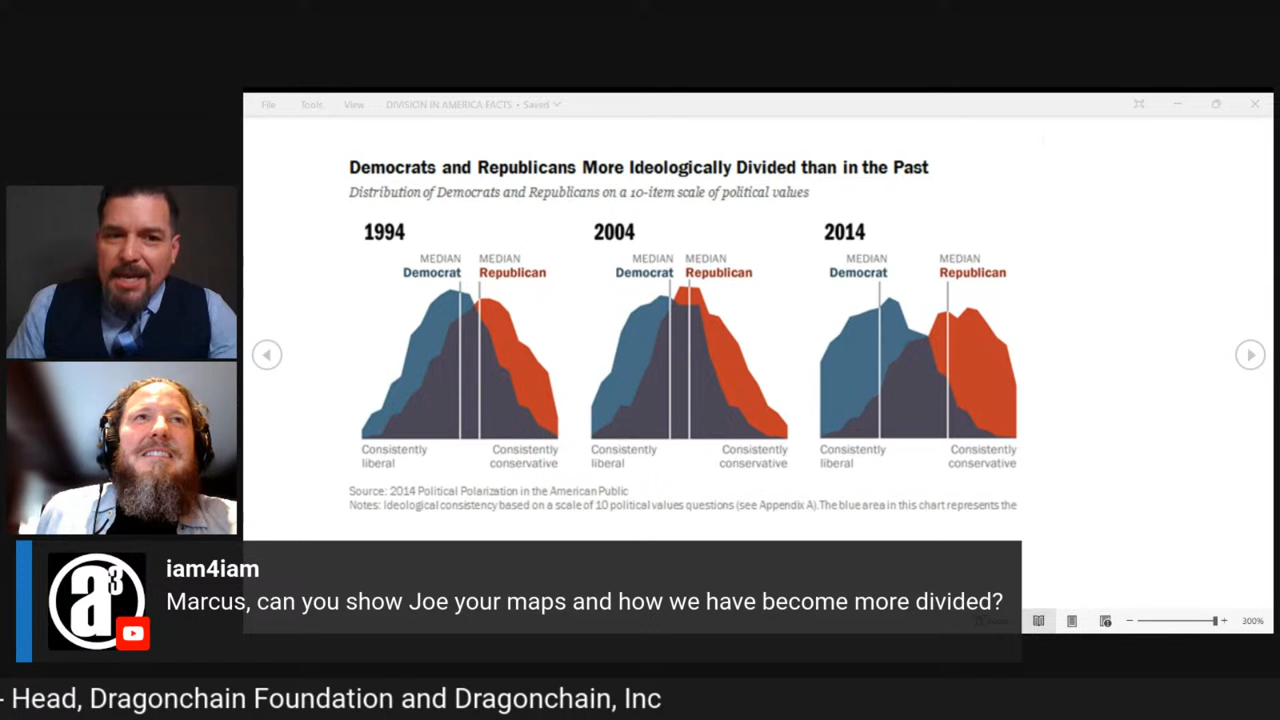 File Tools View DIVISION IN AMERICA FACTS • Saved
Democrats and Republicans More Ideologically Divided than in the Past
Distribution of Democrats and Republicans on a 10-item scale of political values
1994 2004 2014
MEDIAN MEDIAN MEDIAN MEDIAN MEDIAN MEDIAN
Democrat Republican Democrat Republican Democrat Republican
Consistently Consistently Consistently Consistently Consistently Consistently
liberal conservative liberal conservative liberal conservative
Source: 2014 Political Polarization in the American Public
Notes: Ideological consistency based on a scale of 10 political values questions (see Appendix A). The blue area in this chart represents the
a3
iam4iam
Marcus, can you show Joe your maps and how we have become more divided?
300%
- Head, Dragonchain Foundation and Dragonchain, Inc